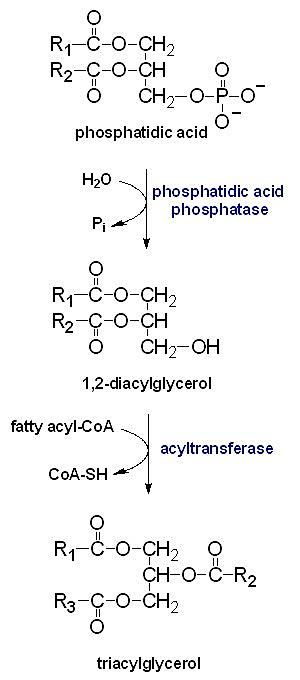 O
R₁—C—O—CH₂
R₂—C—O—CH O
O CH₂—O—P—O⁻
O⁻
phosphatidic acid
H₂O
phosphatidic acid
phosphatase
Pᵢ
O
R₁—C—O—CH₂
R₂—C—O—CH
O CH₂—OH
1,2-diacylglycerol
fatty acyl-CoA
acyltransferase
CoA-SH
O
R₁—C—O—CH₂ O
CH—O—C—R₂
R₃—C—O—CH₂
O
triacylglycerol